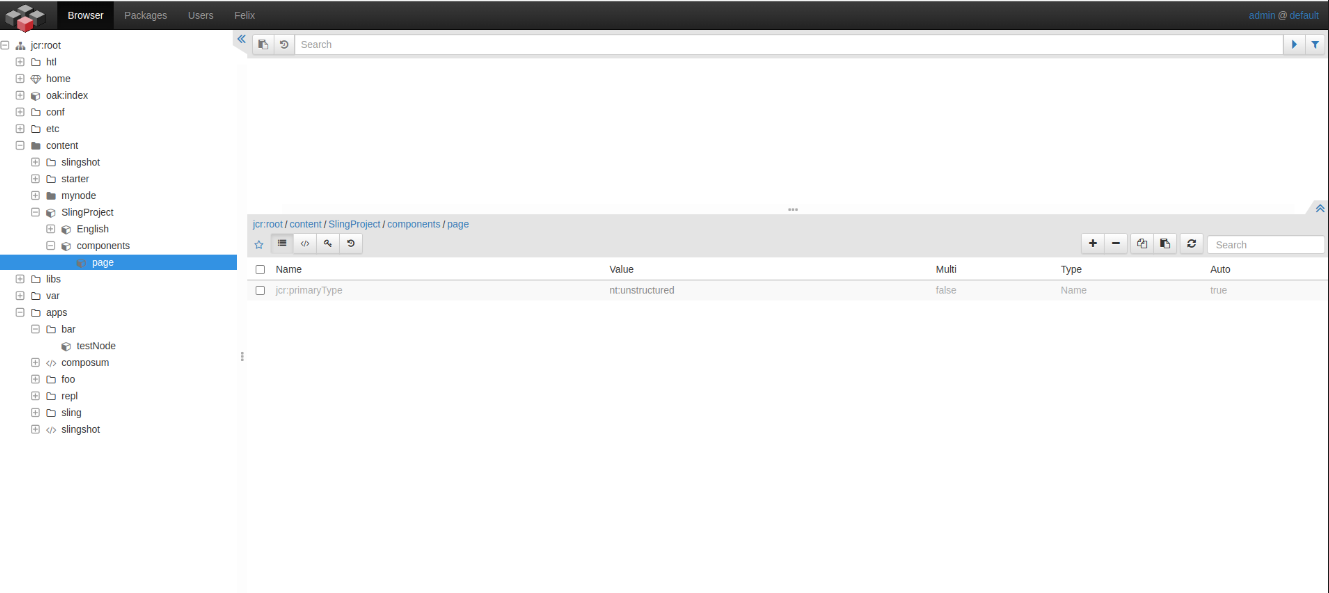 Browser Packages Users Felix admin @ default
jcr:root
htl
home
oak:index
conf
etc
content
slingshot
starter
mynode
SlingProject
English
components
page
libs
var
apps
bar
testNode
composum
foo
repl
sling
slingshot
Search
jcr:root / content / SlingProject / components / page
Search
Name Value Multi Type Auto
jcr:primaryType nt:unstructured false Name true